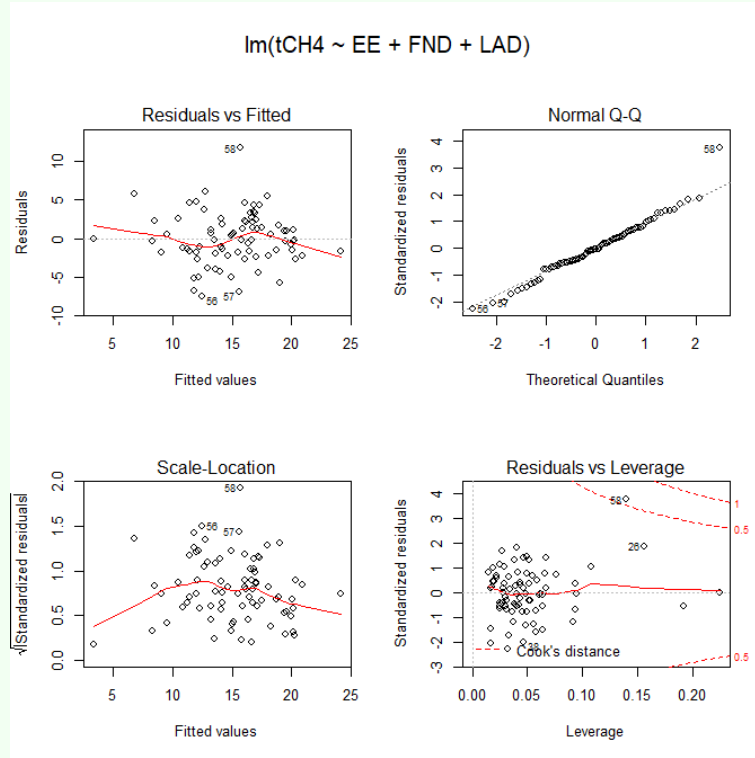 lm(tCH4 ~ EE + FND + LAD)
Residuals vs Fitted
Residuals
10
5
0
-5
-10
58
56
57
5 10 15 20 25
Fitted values
Normal Q-Q
Standardized residuals
4
3
2
1
0
-1
-2
58
57
56
-2 -1 0 1 2
Theoretical Quantiles
Scale-Location
√|Standardized residuals|
2.0
1.5
1.0
0.5
0.0
58
56
57
5 10 15 20 25
Fitted values
Residuals vs Leverage
Standardized residuals
4
3
2
1
0
-1
-2
-3
58
26
1
0.5
0.5
Cook's distance
0.00 0.05 0.10 0.15 0.20
Leverage